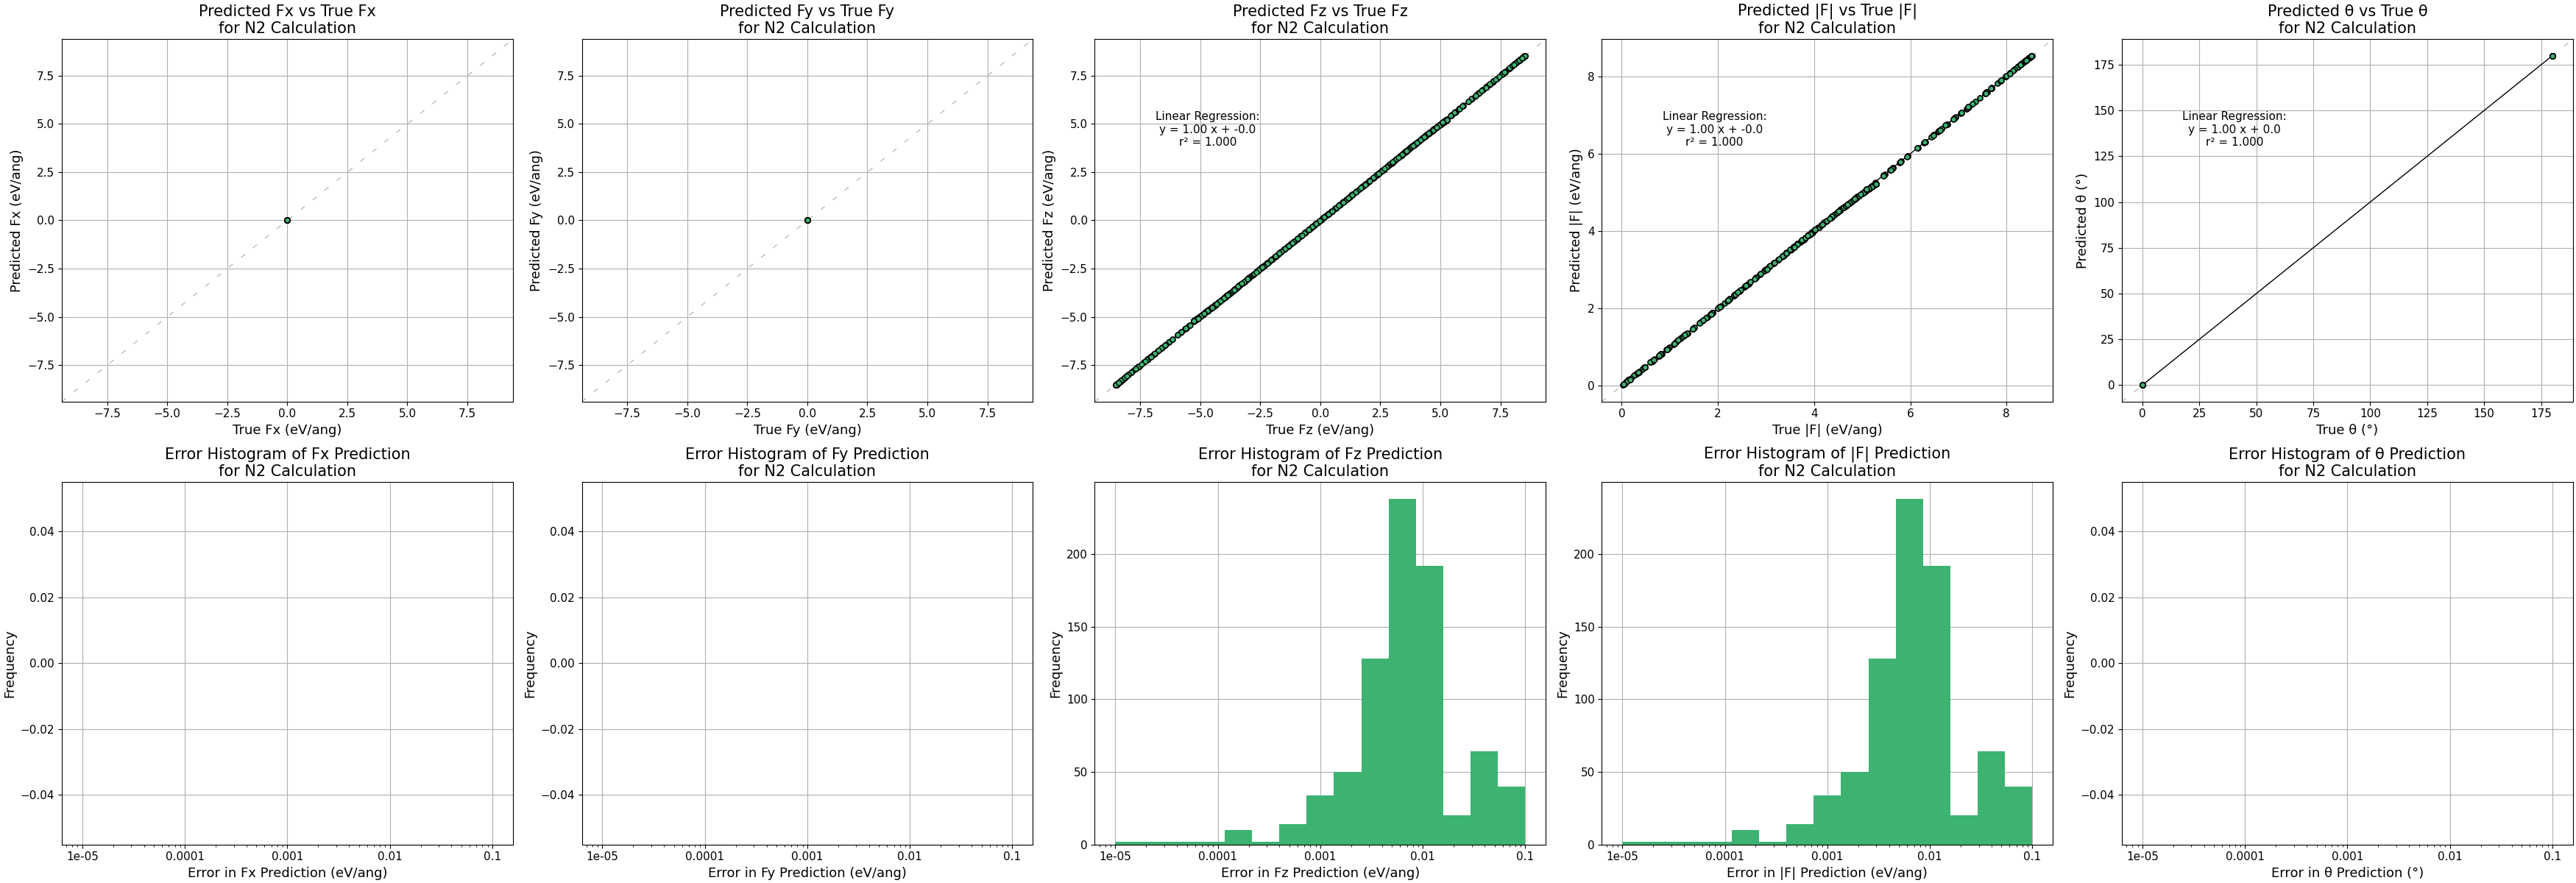 Predicted Fx vs True Fx
for N2 Calculation
Predicted Fx (eV/ang)
7.5
5.0
2.5
0.0
−2.5
−5.0
−7.5
−7.5 −5.0 −2.5 0.0 2.5 5.0 7.5
True Fx (eV/ang)
Predicted Fy vs True Fy
for N2 Calculation
Predicted Fy (eV/ang)
7.5
5.0
2.5
0.0
−2.5
−5.0
−7.5
−7.5 −5.0 −2.5 0.0 2.5 5.0 7.5
True Fy (eV/ang)
Predicted Fz vs True Fz
for N2 Calculation
Predicted Fz (eV/ang)
7.5
5.0
2.5
0.0
−2.5
−5.0
−7.5
Linear Regression:
y = 1.00 x + -0.0
r² = 1.000
−7.5 −5.0 −2.5 0.0 2.5 5.0 7.5
True Fz (eV/ang)
Predicted |F| vs True |F|
for N2 Calculation
Predicted |F| (eV/ang)
8
6
4
2
0
Linear Regression:
y = 1.00 x + -0.0
r² = 1.000
0 2 4 6 8
True |F| (eV/ang)
Predicted θ vs True θ
for N2 Calculation
Predicted θ (°)
175
150
125
100
75
50
25
0
Linear Regression:
y = 1.00 x + 0.0
r² = 1.000
0 25 50 75 100 125 150 175
True θ (°)
Error Histogram of Fx Prediction
for N2 Calculation
Frequency
0.04
0.02
0.00
−0.02
−0.04
1e-05 0.0001 0.001 0.01 0.1
Error in Fx Prediction (eV/ang)
Error Histogram of Fy Prediction
for N2 Calculation
Frequency
0.04
0.02
0.00
−0.02
−0.04
1e-05 0.0001 0.001 0.01 0.1
Error in Fy Prediction (eV/ang)
Error Histogram of Fz Prediction
for N2 Calculation
Frequency
200
150
100
50
0
1e-05 0.0001 0.001 0.01 0.1
Error in Fz Prediction (eV/ang)
Error Histogram of |F| Prediction
for N2 Calculation
Frequency
200
150
100
50
0
1e-05 0.0001 0.001 0.01 0.1
Error in |F| Prediction (eV/ang)
Error Histogram of θ Prediction
for N2 Calculation
Frequency
0.04
0.02
0.00
−0.02
−0.04
1e-05 0.0001 0.001 0.01 0.1
Error in θ Prediction (°)